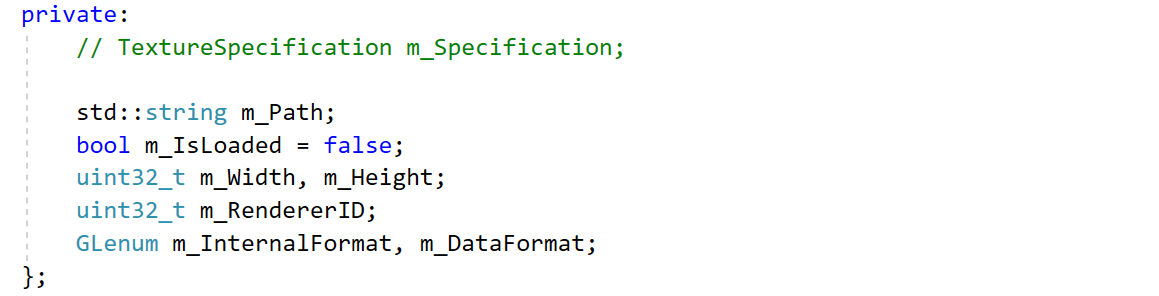 private:
// TextureSpecification m_Specification;
std::string m_Path;
bool m_IsLoaded = false;
uint32_t m_Width, m_Height;
uint32_t m_RendererID;
GLenum m_InternalFormat, m_DataFormat;
};